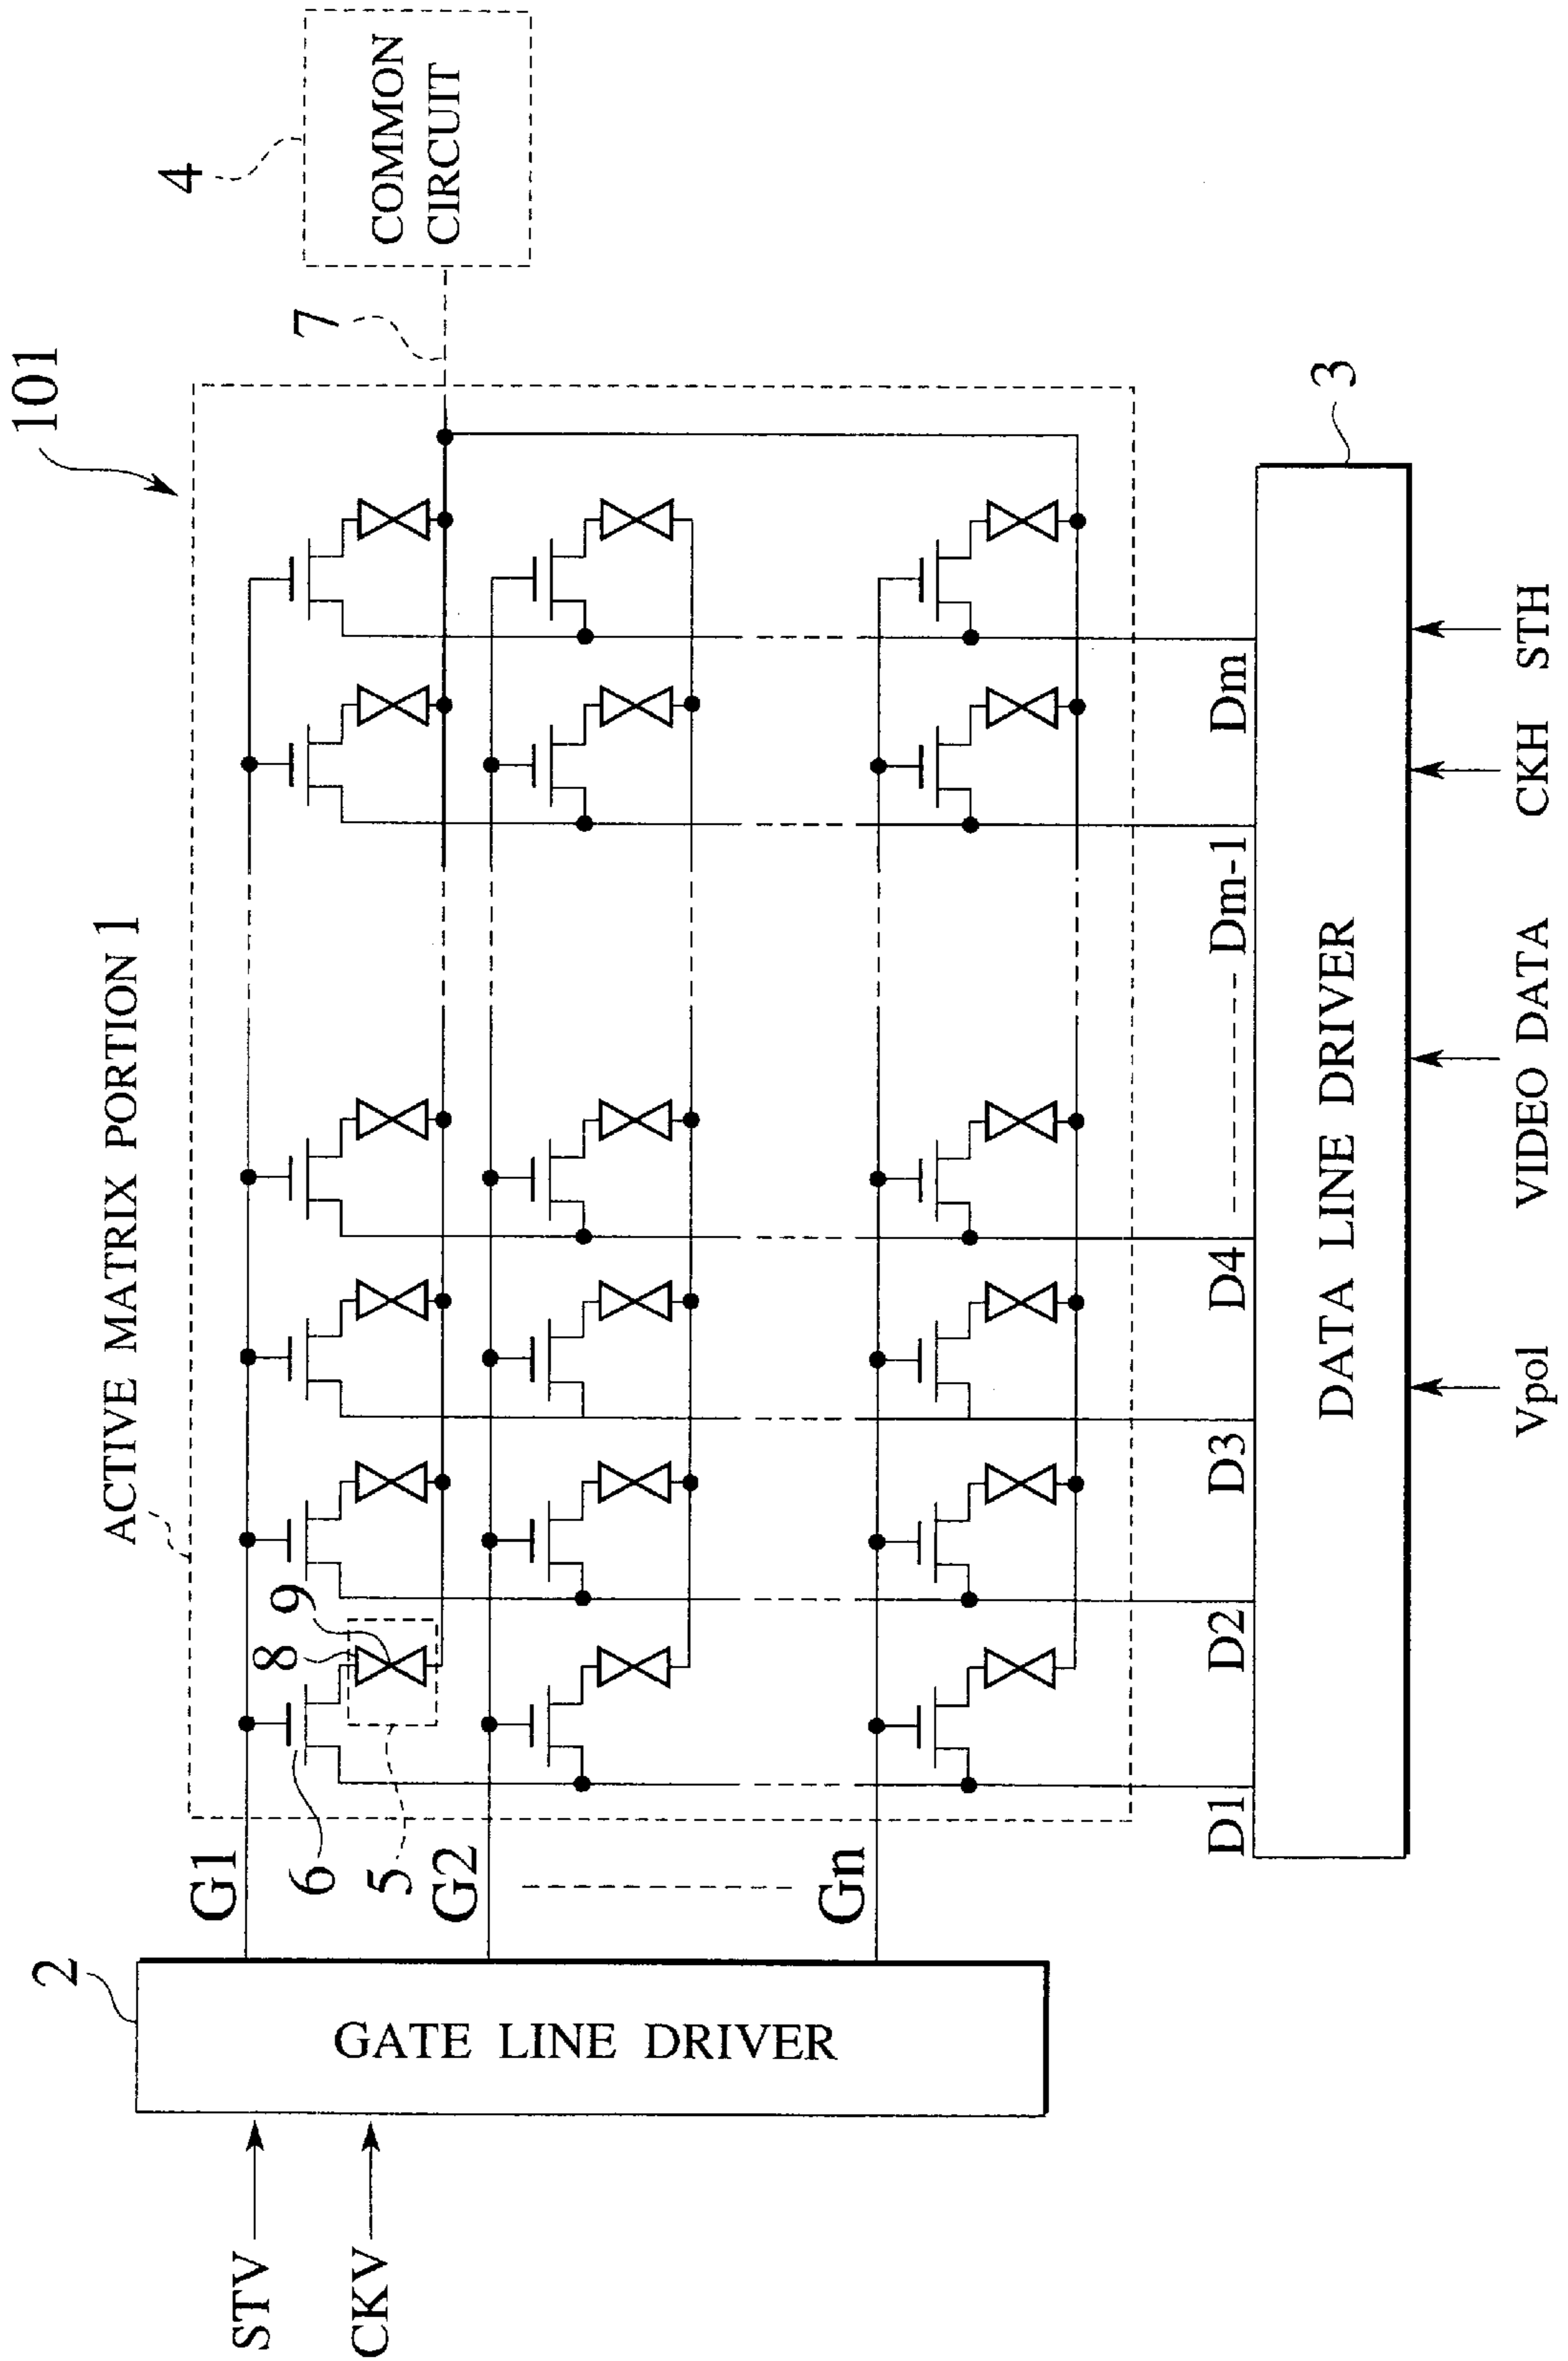 101
ACTIVE MATRIX PORTION 1
4
COMMON
CIRCUIT
7
2
G1
8
9
6
5
G2
Gn
GATE LINE DRIVER
STV
CKV
D1
D2
D3
D4
Dm-1
Dm
3
DATA LINE DRIVER
Vpol
VIDEO DATA
CKH
STH